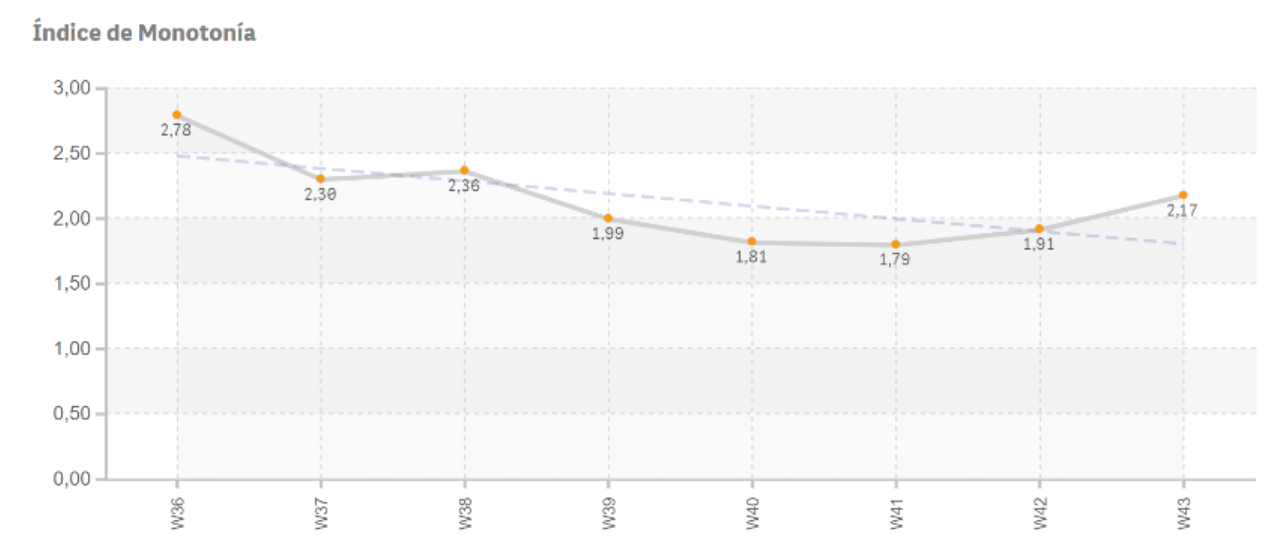 Índice de Monotonía
3,00
2,50
2,00
1,50
1,00
0,50
0,00
2,78
2,30
2,36
1,99
1,81
1,79
1,91
2,17
W36
W37
W38
W39
W40
W41
W42
W43